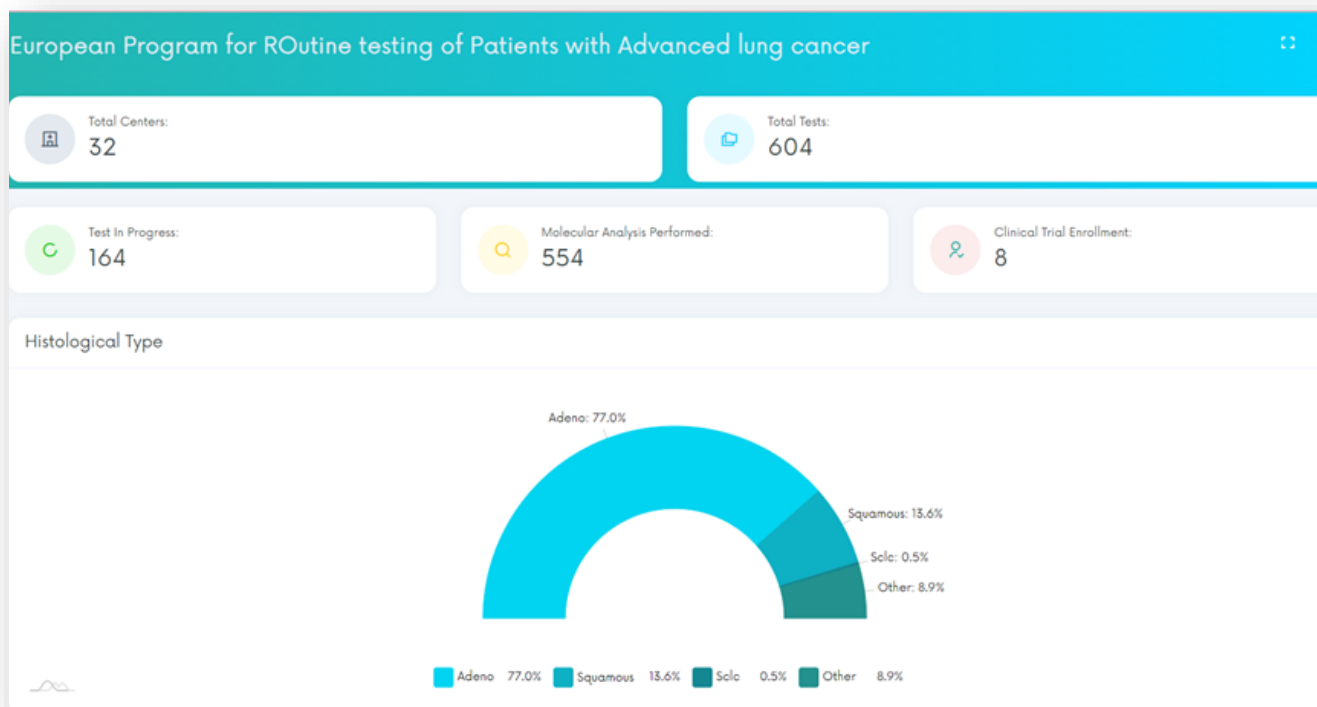 European Program for ROutine testing of Patients with Advanced lung cancer
Total Centers:
32
Total Tests:
604
Test In Progress:
164
Molecular Analysis Performed:
554
Clinical Trial Enrollment:
8
Histological Type
Adeno: 77.0%
Squamous: 13.6%
Sclc: 0.5%
Other: 8.9%
Adeno 77.0% Squamous 13.6% Sclc 0.5% Other 8.9%